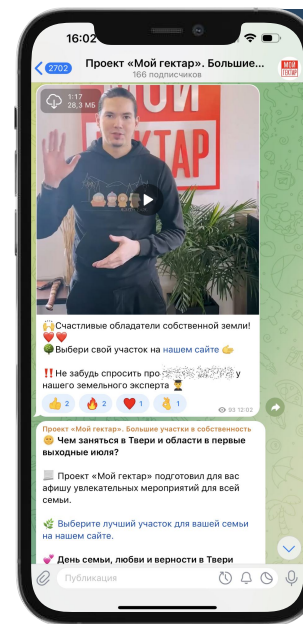 16:02
2702
Проект «Мой гектар». Большие...
166 подписчиков
МОЙ
ГЕКТАР
1:17
28,3 МБ
МОЙ
ГЕКТАР
Счастливые обладатели собственной земли!
Выбери свой участок на нашем сайте
Не забудь спросить про
у
нашего земельного эксперта
2
2
1
1
93 12:02
Проект «Мой гектар». Большие участки в собственность
Чем заняться в Твери и области в первые
выходные июля?
Проект «Мой гектар» подготовил для вас
афишу увлекательных мероприятий для всей
семьи.
Выберите лучший участок для вашей семьи
на нашем сайте.
День семьи, любви и верности в Твери
Публикация